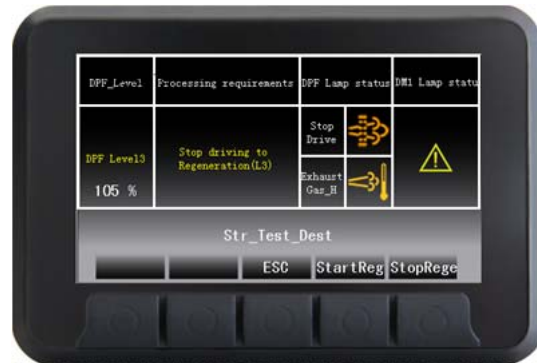 DPF_Level Processing requirements DPF Lamp status DM1 Lamp statu
DPF Level3
105 %
Stop driving to
Regeneration(L3)
Stop
Drive
Exhaust
Gas_H
Str_Test_Dest
ESC StartReg StopRege